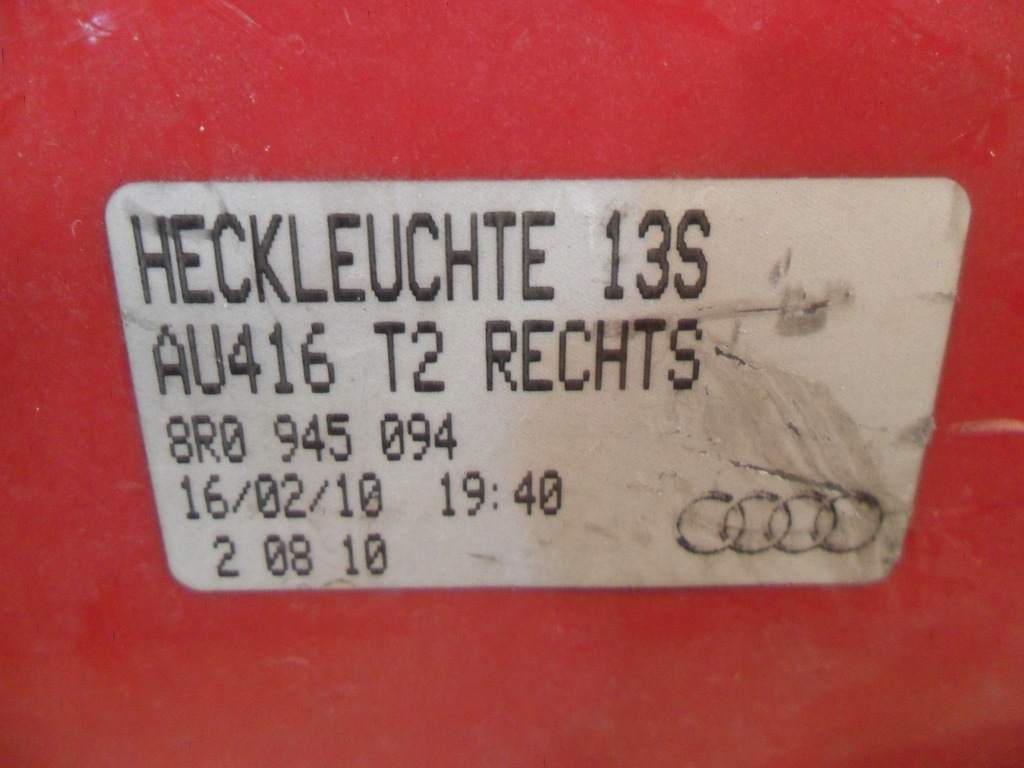 HECKLEUCHTE 13S
AU416 T2 RECHTS
8R0 945 094
16/02/10 19:40
2 08 10